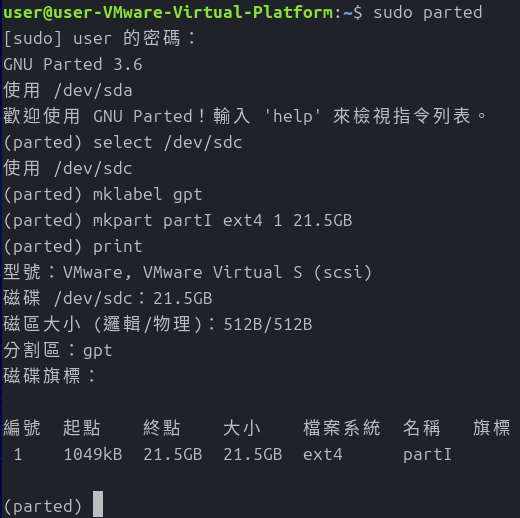 user@user-VMware-Virtual-Platform:~$ sudo parted
[sudo] user 的密碼：
GNU Parted 3.6
使用 /dev/sda
歡迎使用 GNU Parted！輸入 'help' 來檢視指令列表。
(parted) select /dev/sdc
使用 /dev/sdc
(parted) mklabel gpt
(parted) mkpart partI ext4 1 21.5GB
(parted) print
型號：VMware, VMware Virtual S (scsi)
磁碟 /dev/sdc：21.5GB
磁區大小 (邏輯/物理)：512B/512B
分割區：gpt
磁碟旗標：
編號 起點 終點 大小 檔案系統 名稱 旗標
1 1049kB 21.5GB 21.5GB ext4 partI
(parted)